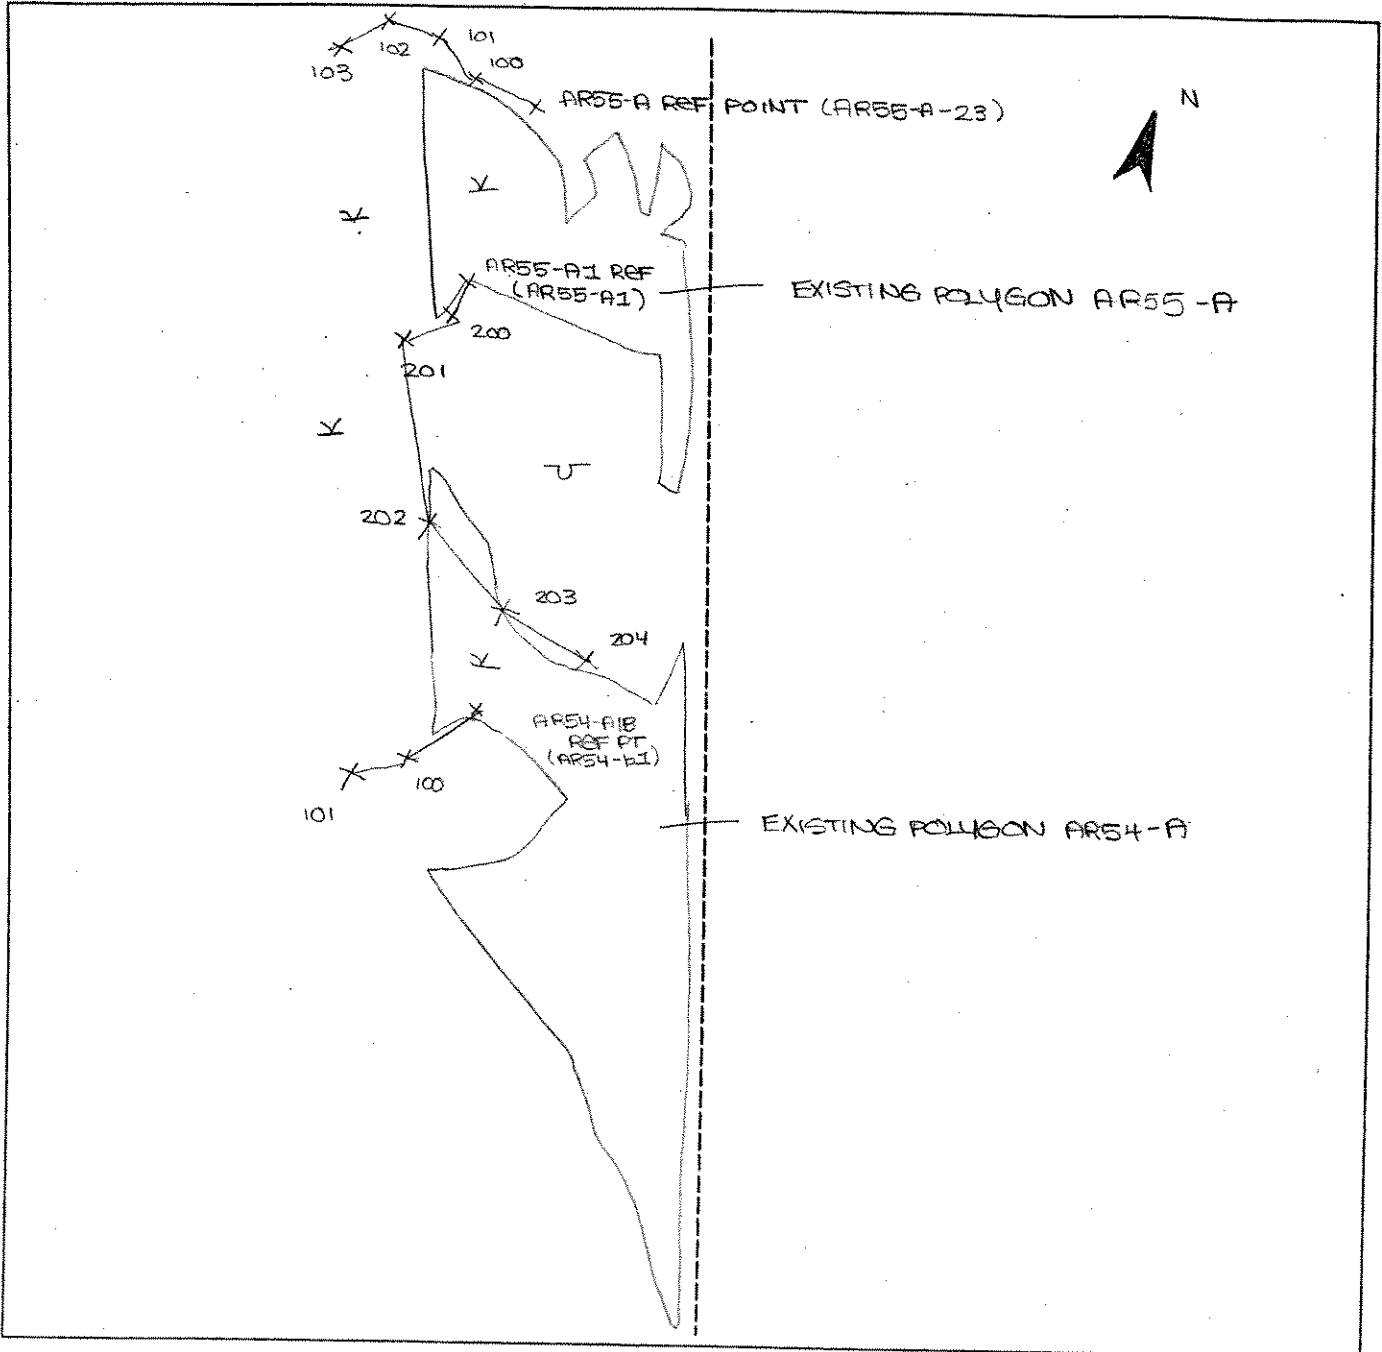 102
101
103
100
AR55-A REF POINT (AR55-A-23)
N
AR55-A1 REF
(AR55-A1)
EXISTING POLYGON AR55-A
200
201
202
203
204
AR54-A1B
REF PT
(AR54-b1)
100
101
EXISTING POLYGON AR54-A